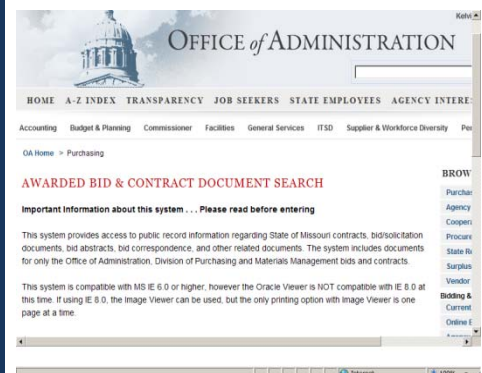 Kelvi
OFFICE of ADMINISTRATION
HOME A-Z INDEX TRANSPARENCY JOB SEEKERS STATE EMPLOYEES AGENCY INTERE
Accounting Budget & Planning Commissioner Facilities General Services ITSD Supplier & Workforce Diversity Per
OA Home > Purchasing
AWARDED BID & CONTRACT DOCUMENT SEARCH
Important Information about this system . . . Please read before entering
This system provides access to public record information regarding State of Missouri contracts, bid/solicitation
documents, bid abstracts, bid correspondence, and other related documents. The system includes documents
for only the Office of Administration, Division of Purchasing and Materials Management bids and contracts.
This system is compatible with MS IE 6.0 or higher, however the Oracle Viewer is NOT compatible with IE 8.0 at
this time. If using IE 8.0, the Image Viewer can be used, but the only printing option with Image Viewer is one
page at a time.
BROW
Purchas
Agency
Coopera
Procure
State Re
Surplus
Vendor
Bidding &
Current
Online E